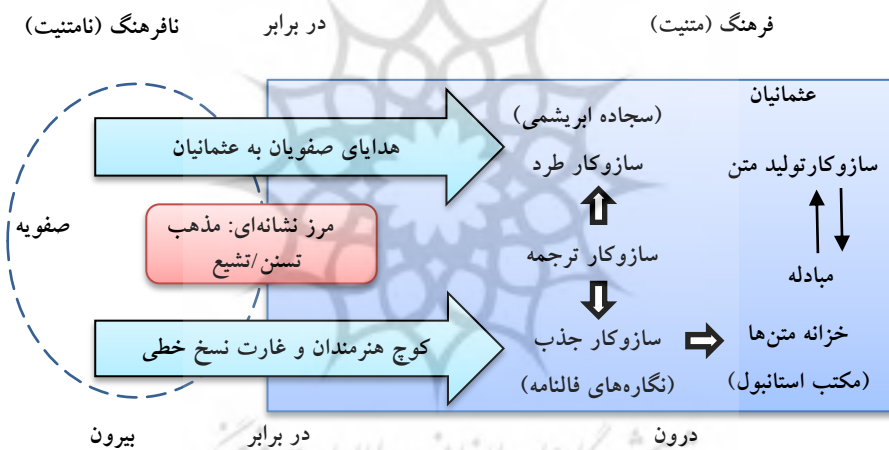 فرهنگ (متنیت)
در برابر
نافرهنگ (نامتنیت)
عثمانیان
(سجاده ابریشمی)
هدایای صفویان به عثمانیان
سازوکارتولید متن
سازوکار طرد
صفویه
مرز نشانه‌ای: مذهب
تسنن/تشیع
سازوکار ترجمه
مبادله
خزانه متن‌ها
سازوکار جذب
کوچ هنرمندان و غارت نسخ خطی
(مکتب استانبول)
(نگاره‌های فالنامه)
درون
در برابر
بیرون